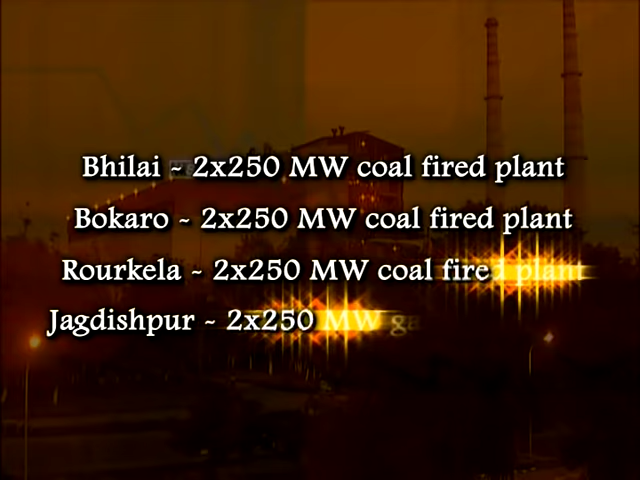 Bhilai ~ 2x250 MW coal fired plant
Bokaro ~ 2x250 MW coal fired plant
Rourkela ~ 2x250 MW coal fired plant
Jagdishpur ~ 2x250 MW